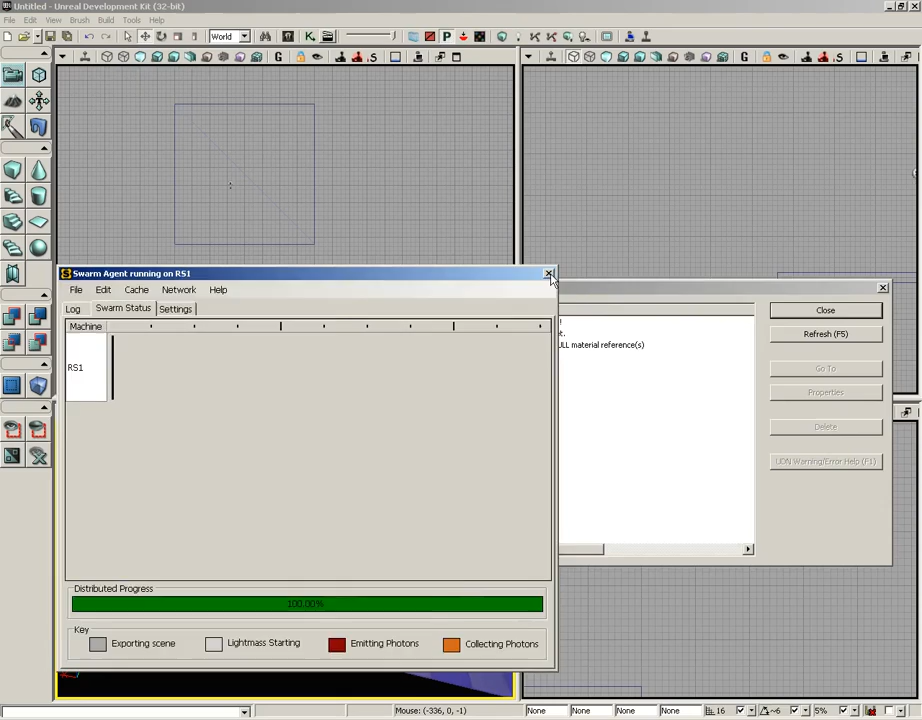 Untitled - Unreal Development Kit (32-bit)
File Edit View Brush Build Tools Help
World
K
P
G
S
G
S
Swarm Agent running on RS1
File Edit Cache Network Help
Log Swarm Status Settings
Machine
RS1
Distributed Progress
100.00%
Key
Exporting scene
Lightmass Starting
Emitting Photons
Collecting Photons
!
t.
ULL material reference(s)
Close
Refresh (F5)
Go To
Properties
Delete
UDN Warning/Error Help (F1)
Mouse: (-336, 0, -1)
None
None
None
None
16
~6
5%